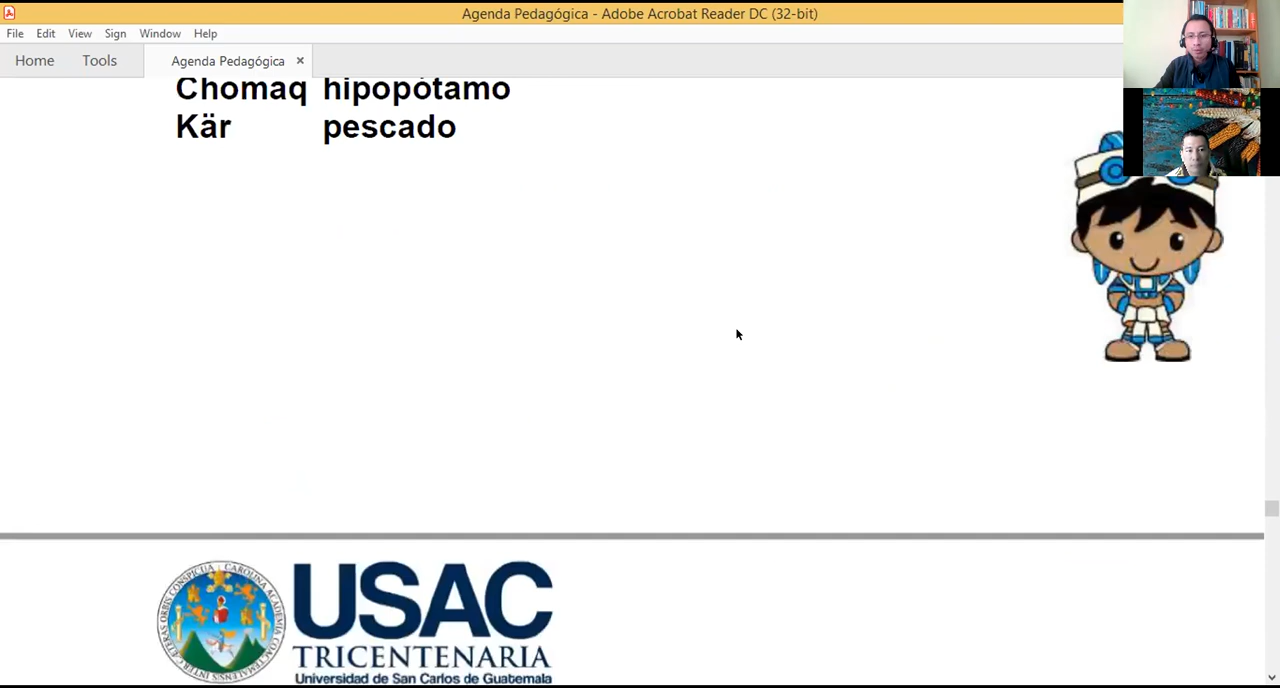 Agenda Pedagógica - Adobe Acrobat Reader DC (32-bit)
File Edit View Sign Window Help
Home Tools Agenda Pedagógica ×
Chomaq hipopótamo
Kär pescado
USAC
TRICENTENARIA
Universidad de San Carlos de Guatemala